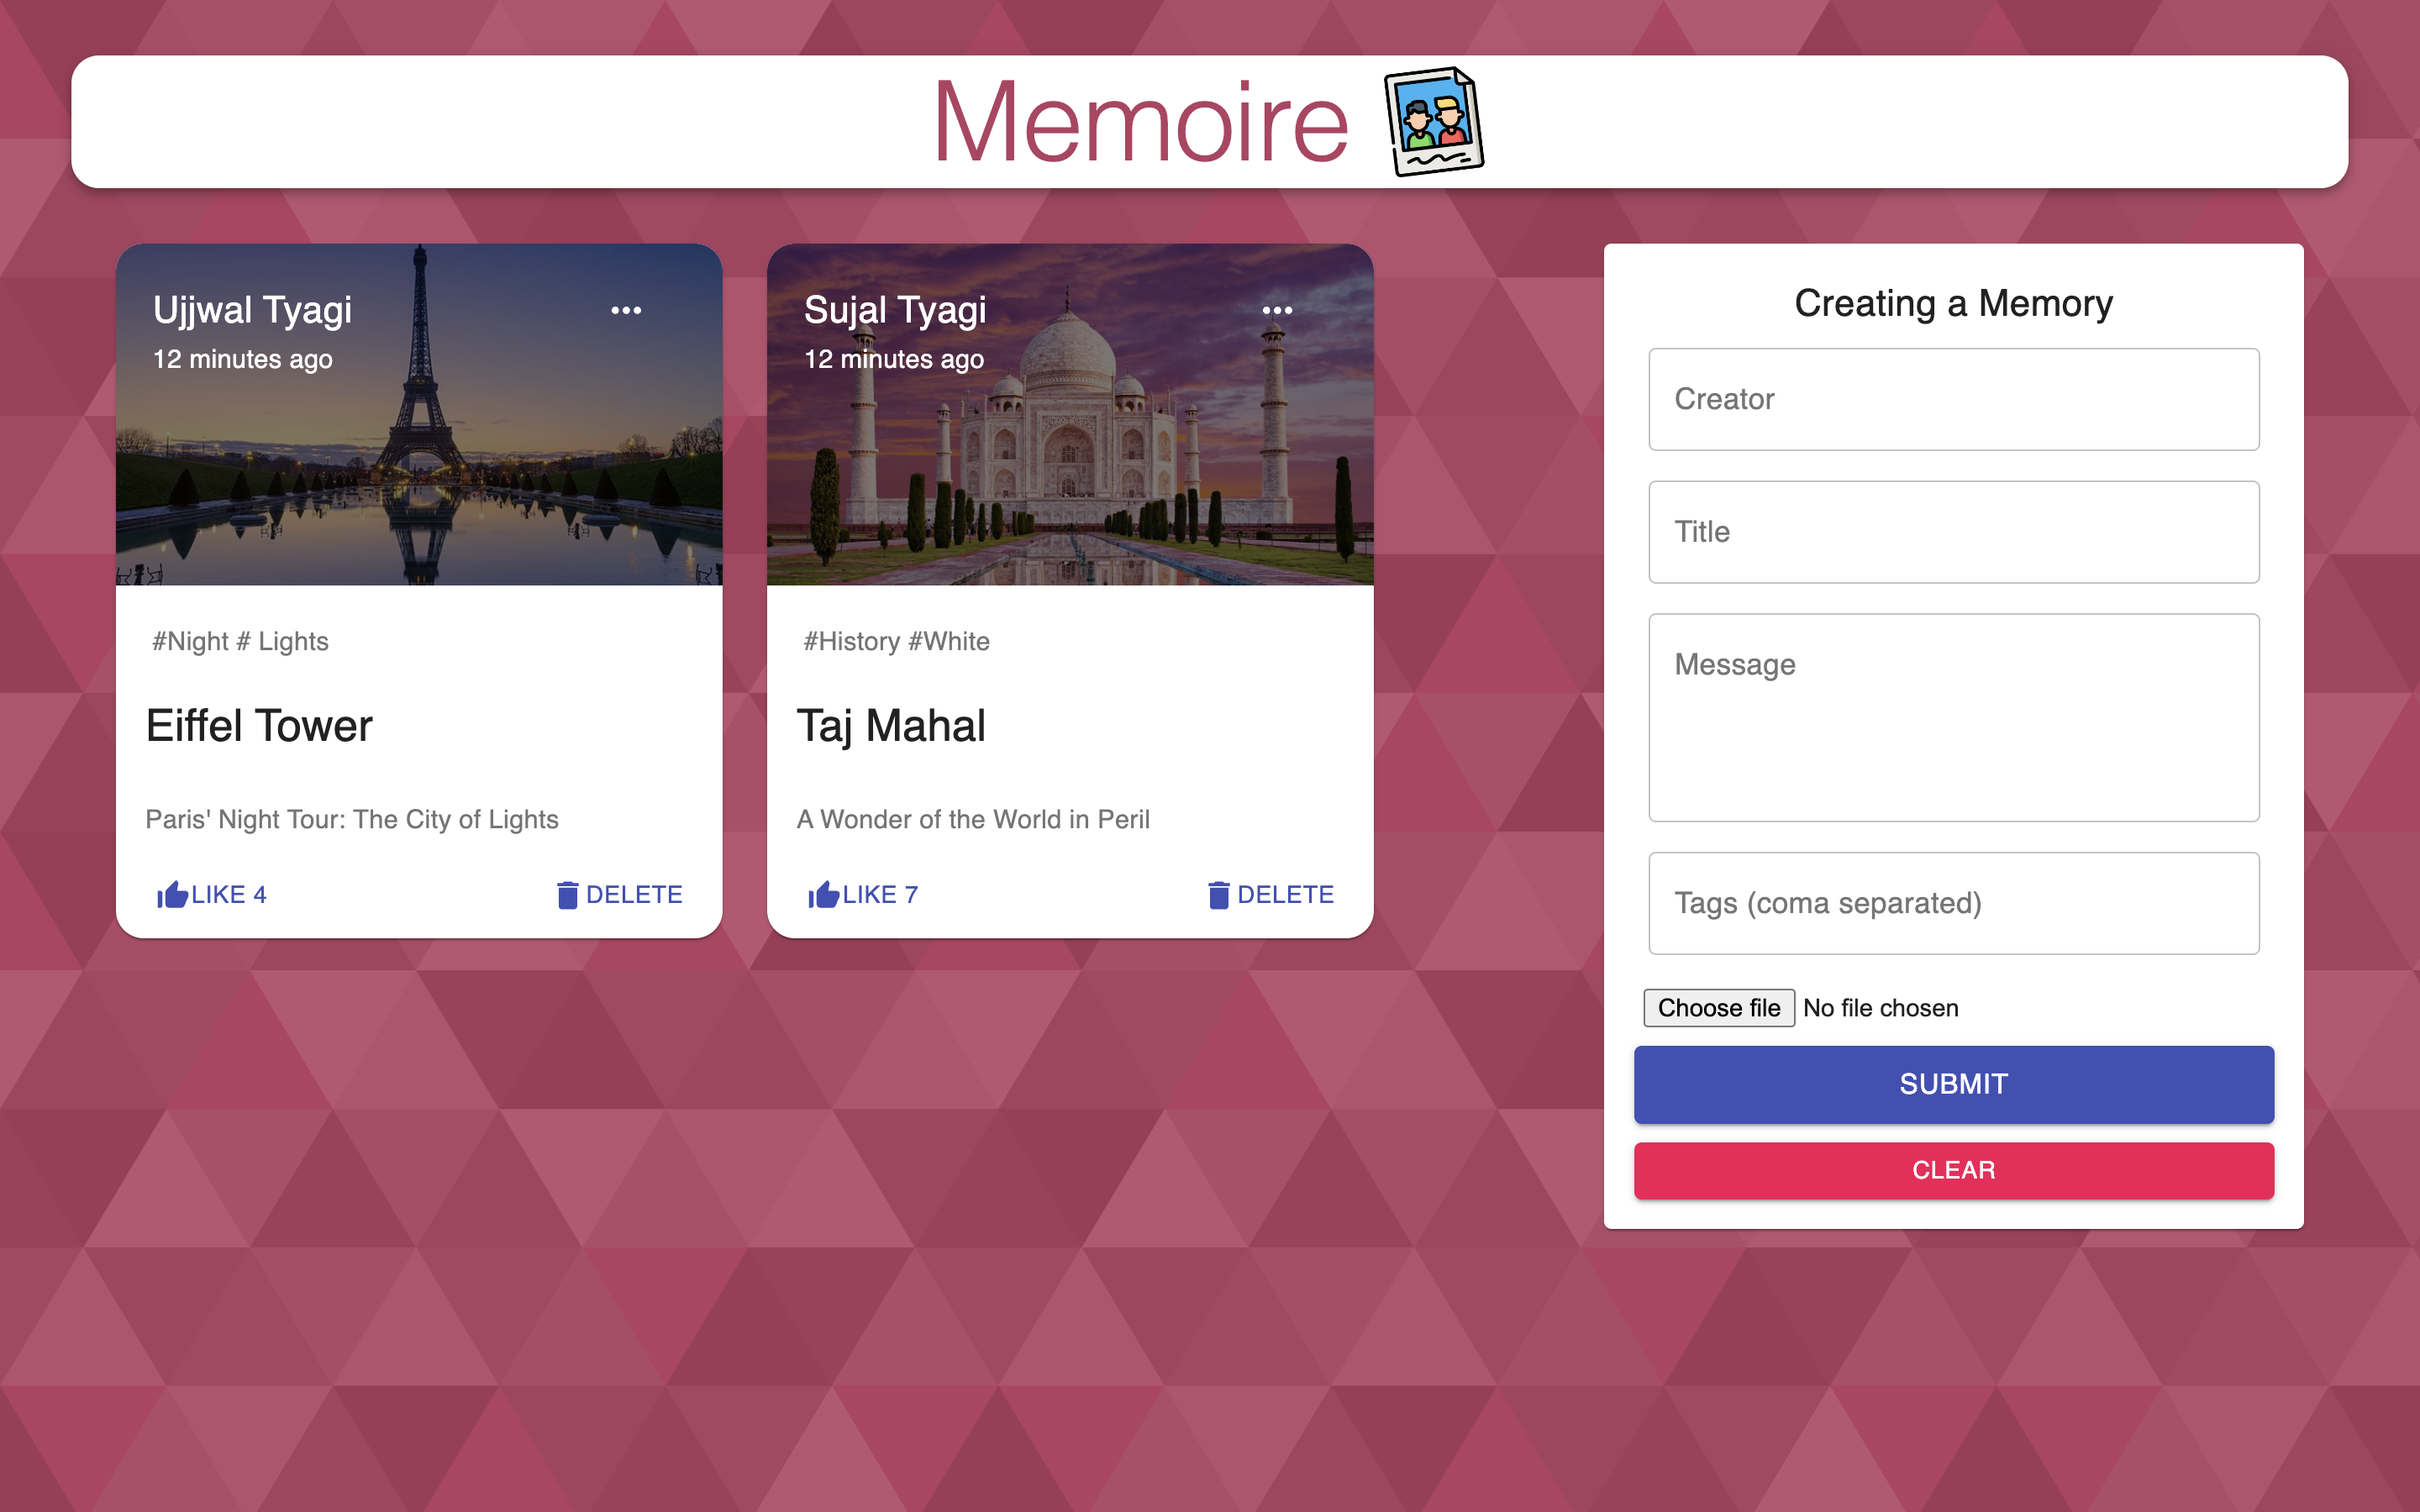 Memoire
Ujjwal Tyagi
12 minutes ago
#Night # Lights
Eiffel Tower
Paris' Night Tour: The City of Lights
LIKE 4
DELETE
Sujal Tyagi
12 minutes ago
#History #White
Taj Mahal
A Wonder of the World in Peril
LIKE 7
DELETE
Creating a Memory
Creator
Title
Message
Tags (coma separated)
Choose file No file chosen
SUBMIT
CLEAR